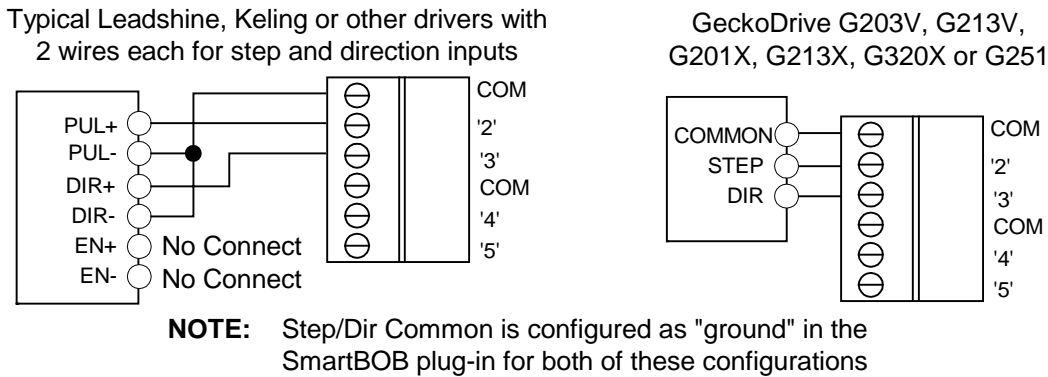 Typical Leadshine, Keling or other drivers with
2 wires each for step and direction inputs
PUL+
PUL-
DIR+
DIR-
EN+ No Connect
EN- No Connect
COM
'2'
'3'
COM
'4'
'5'
GeckoDrive G203V, G213V,
G201X, G213X, G320X or G251
COMMON
STEP
DIR
COM
'2'
'3'
COM
'4'
'5'
NOTE: Step/Dir Common is configured as "ground" in the
SmartBOB plug-in for both of these configurations